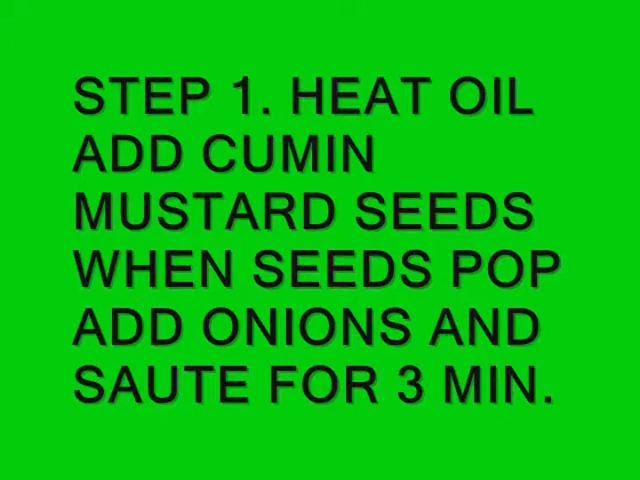 STEP 1. HEAT OIL
ADD CUMIN
MUSTARD SEEDS
WHEN SEEDS POP
ADD ONIONS AND
SAUTE FOR 3 MIN.